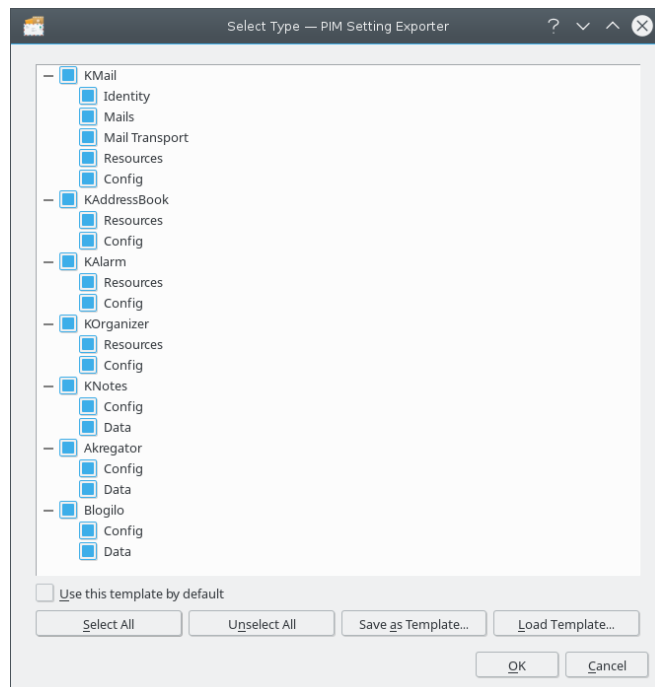 Select Type — PIM Setting Exporter
KMail
Identity
Mails
Mail Transport
Resources
Config
KAddressBook
Resources
Config
KAlarm
Resources
Config
KOrganizer
Resources
Config
KNotes
Config
Data
Akregator
Config
Data
Blogilo
Config
Data
Use this template by default
Select All Unselect All Save as Template... Load Template...
OK Cancel